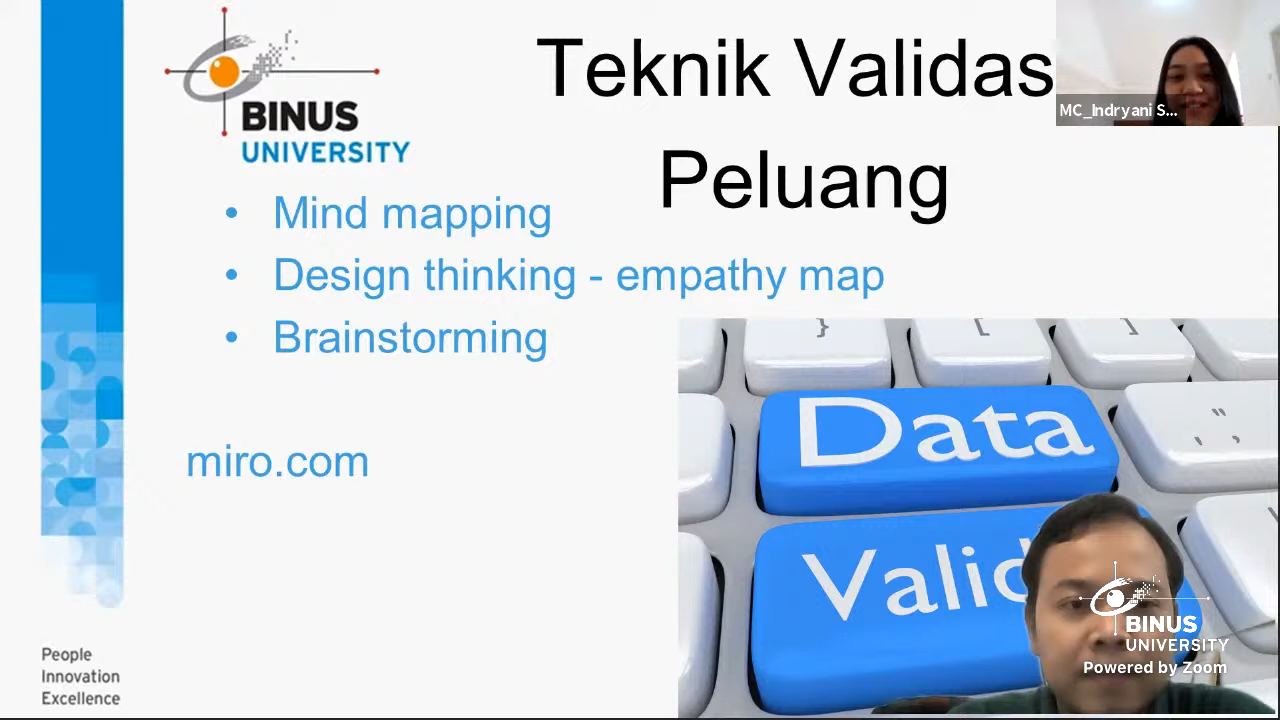 BINUS
UNIVERSITY
Teknik Validas
Peluang
MC_Indryani S...
• Mind mapping
• Design thinking - empathy map
• Brainstorming
miro.com
}
[
]
"
, ,
Data
Valid
BINUS
UNIVERSITY
Powered by Zoom
People
Innovation
Excellence